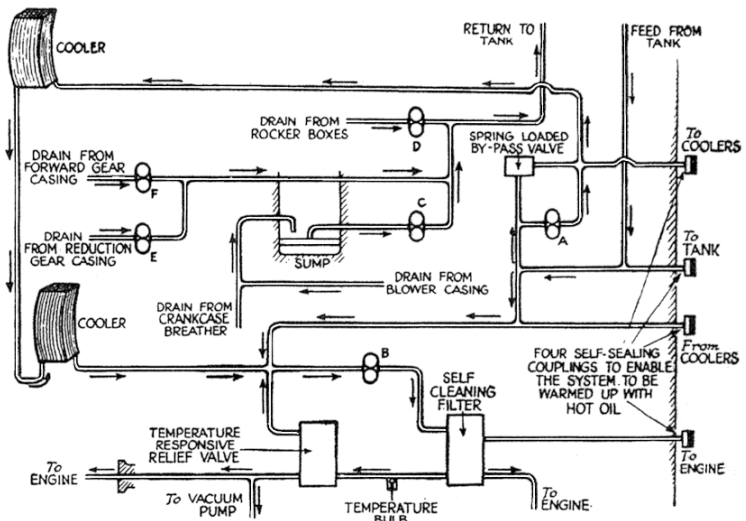 COOLER
RETURN TO
TANK
FEED FROM
TANK
DRAIN FROM
ROCKER BOXES
D
SPRING LOADED
BY-PASS VALVE
To
COOLERS
DRAIN FROM
FORWARD GEAR
CASING
F
C
A
DRAIN
FROM REDUCTION
GEAR CASING
E
SUMP
To
TANK
DRAIN FROM
BLOWER CASING
DRAIN FROM
CRANKCASE
BREATHER
COOLER
From
COOLERS
FOUR SELF-SEALING
COUPLINGS TO ENABLE
THE SYSTEM. TO BE
WARMED UP WITH
HOT OIL
B
SELF
CLEANING
FILTER
TEMPERATURE
RESPONSIVE
RELIEF VALVE
To
ENGINE
To
ENGINE
To VACUUM
PUMP
TEMPERATURE
BULB
To
ENGINE.